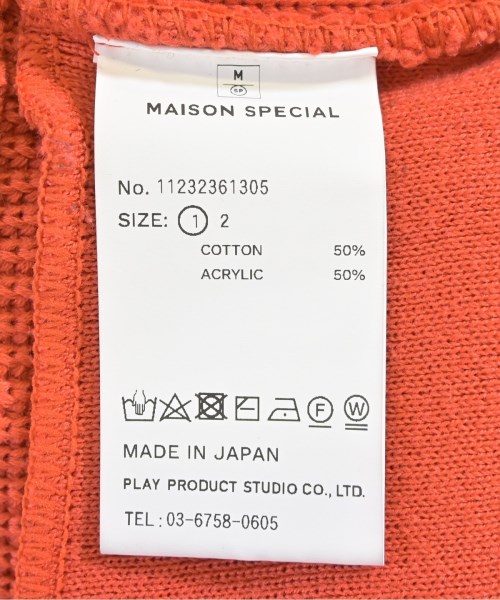 M
SP
MAISON SPECIAL
No. 11232361305
SIZE: 1 2
COTTON 50%
ACRYLIC 50%
F W
MADE IN JAPAN
PLAY PRODUCT STUDIO CO., LTD.
TEL : 03-6758-0605